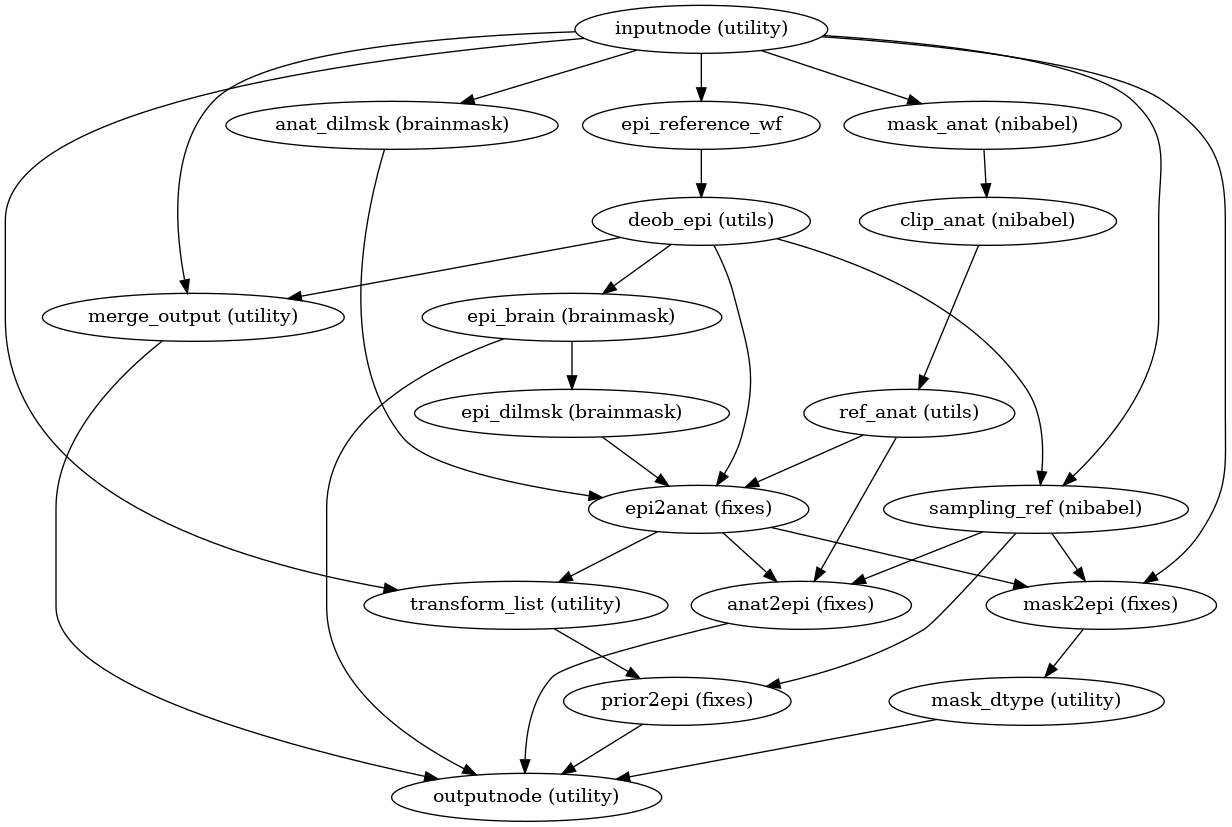 inputnode (utility)
anat_dilmsk (brainmask)
epi_reference_wf
mask_anat (nibabel)
deob_epi (utils)
clip_anat (nibabel)
merge_output (utility)
epi_brain (brainmask)
epi_dilmsk (brainmask)
ref_anat (utils)
epi2anat (fixes)
sampling_ref (nibabel)
transform_list (utility)
anat2epi (fixes)
mask2epi (fixes)
prior2epi (fixes)
mask_dtype (utility)
outputnode (utility)